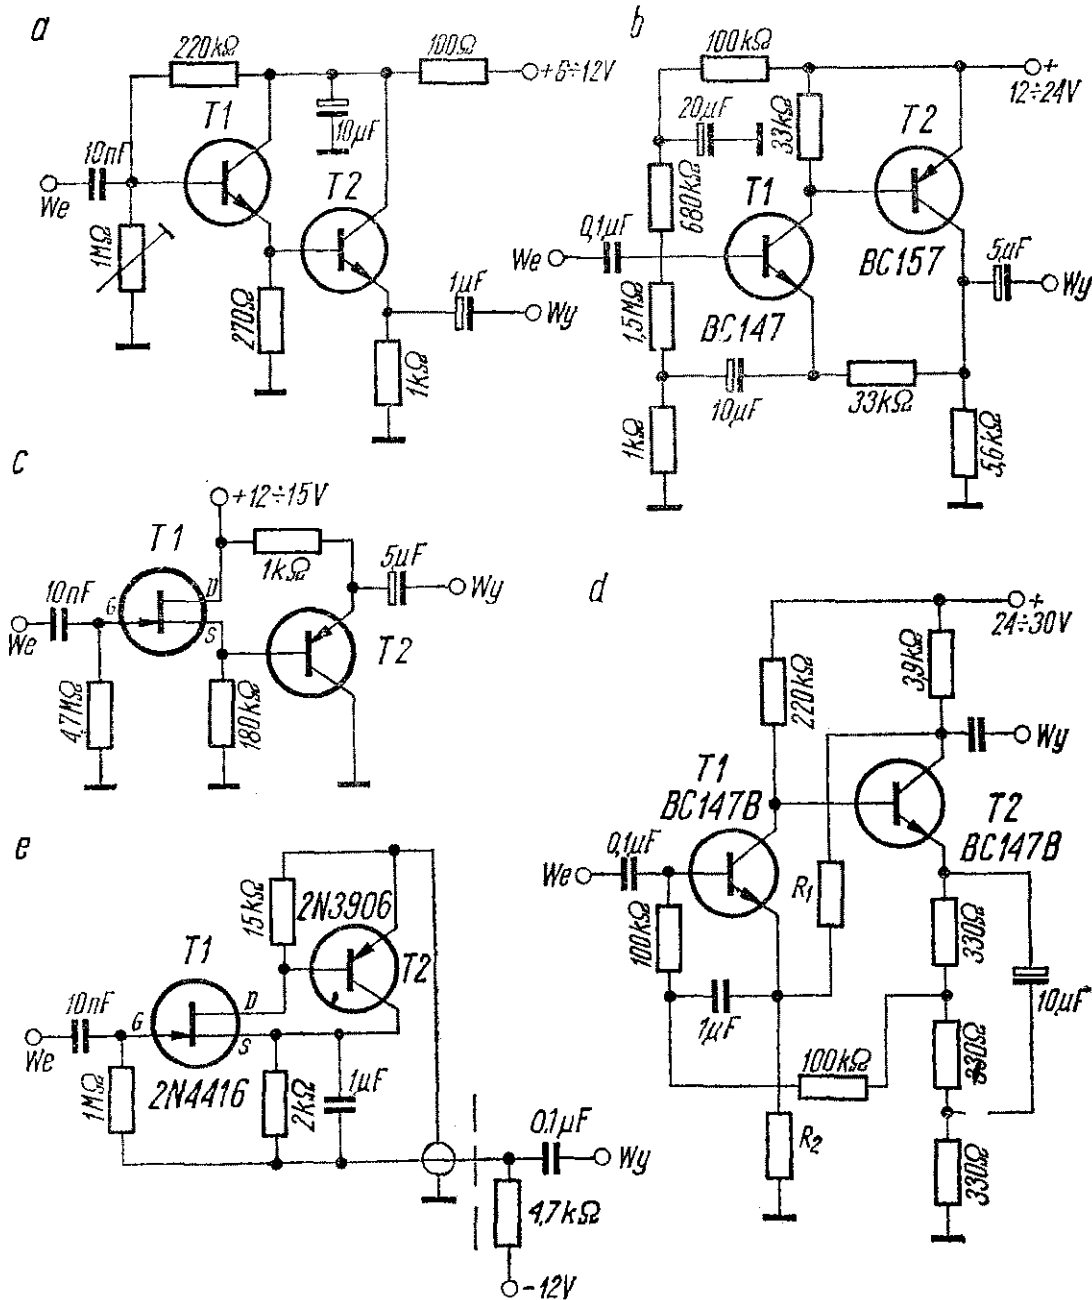 a
220kΩ
100Ω
+6÷12V
T1
10µF
10nF
We
T2
1MΩ
270Ω
1µF
Wy
1kΩ
b
100kΩ
+
12÷24V
20µF
33kΩ
T2
680kΩ
T1
0,1µF
We
BC157
5µF
Wy
1,5MΩ
BC147
10µF
33kΩ
1kΩ
5,6kΩ
c
+12÷15V
T1
1kΩ
5µF
Wy
10nF
G
D
S
We
T2
4,7MΩ
180kΩ
d
+
24÷30V
3,9kΩ
220kΩ
Wy
T1
BC147B
T2
BC147B
0,1µF
We
R1
100kΩ
330Ω
1µF
10µF
100kΩ
330Ω
R2
330Ω
e
15kΩ
2N3906
T1
T2
10nF
G
D
S
We
2N4416
1MΩ
2kΩ
1µF
0,1µF
Wy
4,7kΩ
-12V